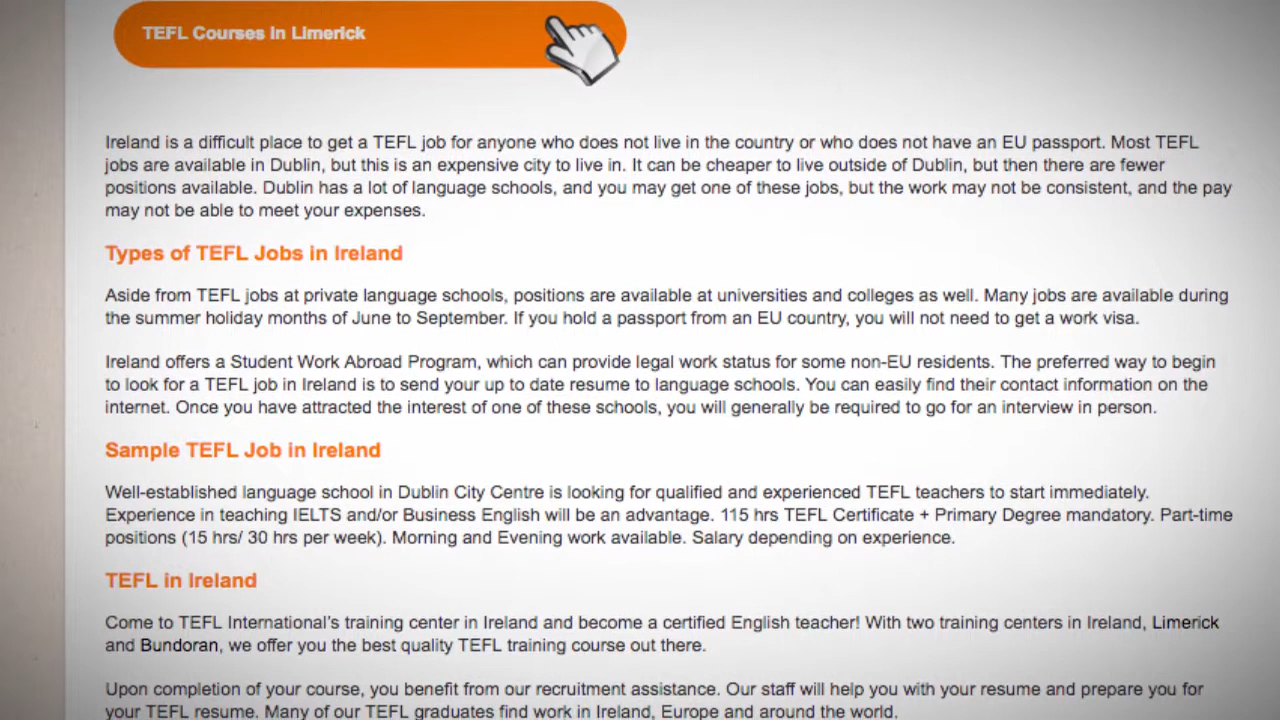 TEFL Courses in Limerick
Ireland is a difficult place to get a TEFL job for anyone who does not live in the country or who does not have an EU passport. Most TEFL
jobs are available in Dublin, but this is an expensive city to live in. It can be cheaper to live outside of Dublin, but then there are fewer
positions available. Dublin has a lot of language schools, and you may get one of these jobs, but the work may not be consistent, and the pay
may not be able to meet your expenses.
Types of TEFL Jobs in Ireland
Aside from TEFL jobs at private language schools, positions are available at universities and colleges as well. Many jobs are available during
the summer holiday months of June to September. If you hold a passport from an EU country, you will not need to get a work visa.
Ireland offers a Student Work Abroad Program, which can provide legal work status for some non-EU residents. The preferred way to begin
to look for a TEFL job in Ireland is to send your up to date resume to language schools. You can easily find their contact information on the
internet. Once you have attracted the interest of one of these schools, you will generally be required to go for an interview in person.
Sample TEFL Job in Ireland
Well-established language school in Dublin City Centre is looking for qualified and experienced TEFL teachers to start immediately.
Experience in teaching IELTS and/or Business English will be an advantage. 115 hrs TEFL Certificate + Primary Degree mandatory. Part-time
positions (15 hrs/ 30 hrs per week). Morning and Evening work available. Salary depending on experience.
TEFL in Ireland
Come to TEFL International's training center in Ireland and become a certified English teacher! With two training centers in Ireland, Limerick
and Bundoran, we offer you the best quality TEFL training course out there.
Upon completion of your course, you benefit from our recruitment assistance. Our staff will help you with your resume and prepare you for
your TEFL resume. Many of our TEFL graduates find work in Ireland, Europe and around the world.